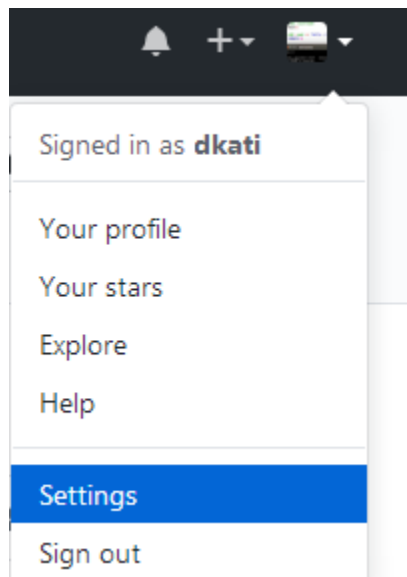 Signed in as dkati
Your profile
Your stars
Explore
Help
Settings
Sign out